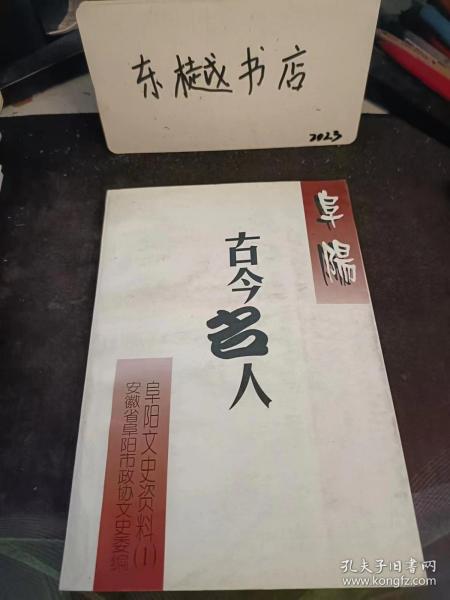 东樾书店
2023
阜陽
古今名人
阜阳文史资料(1)
安徽省阜阳市政协文史委编
孔夫子旧书网
www.kongfz.com